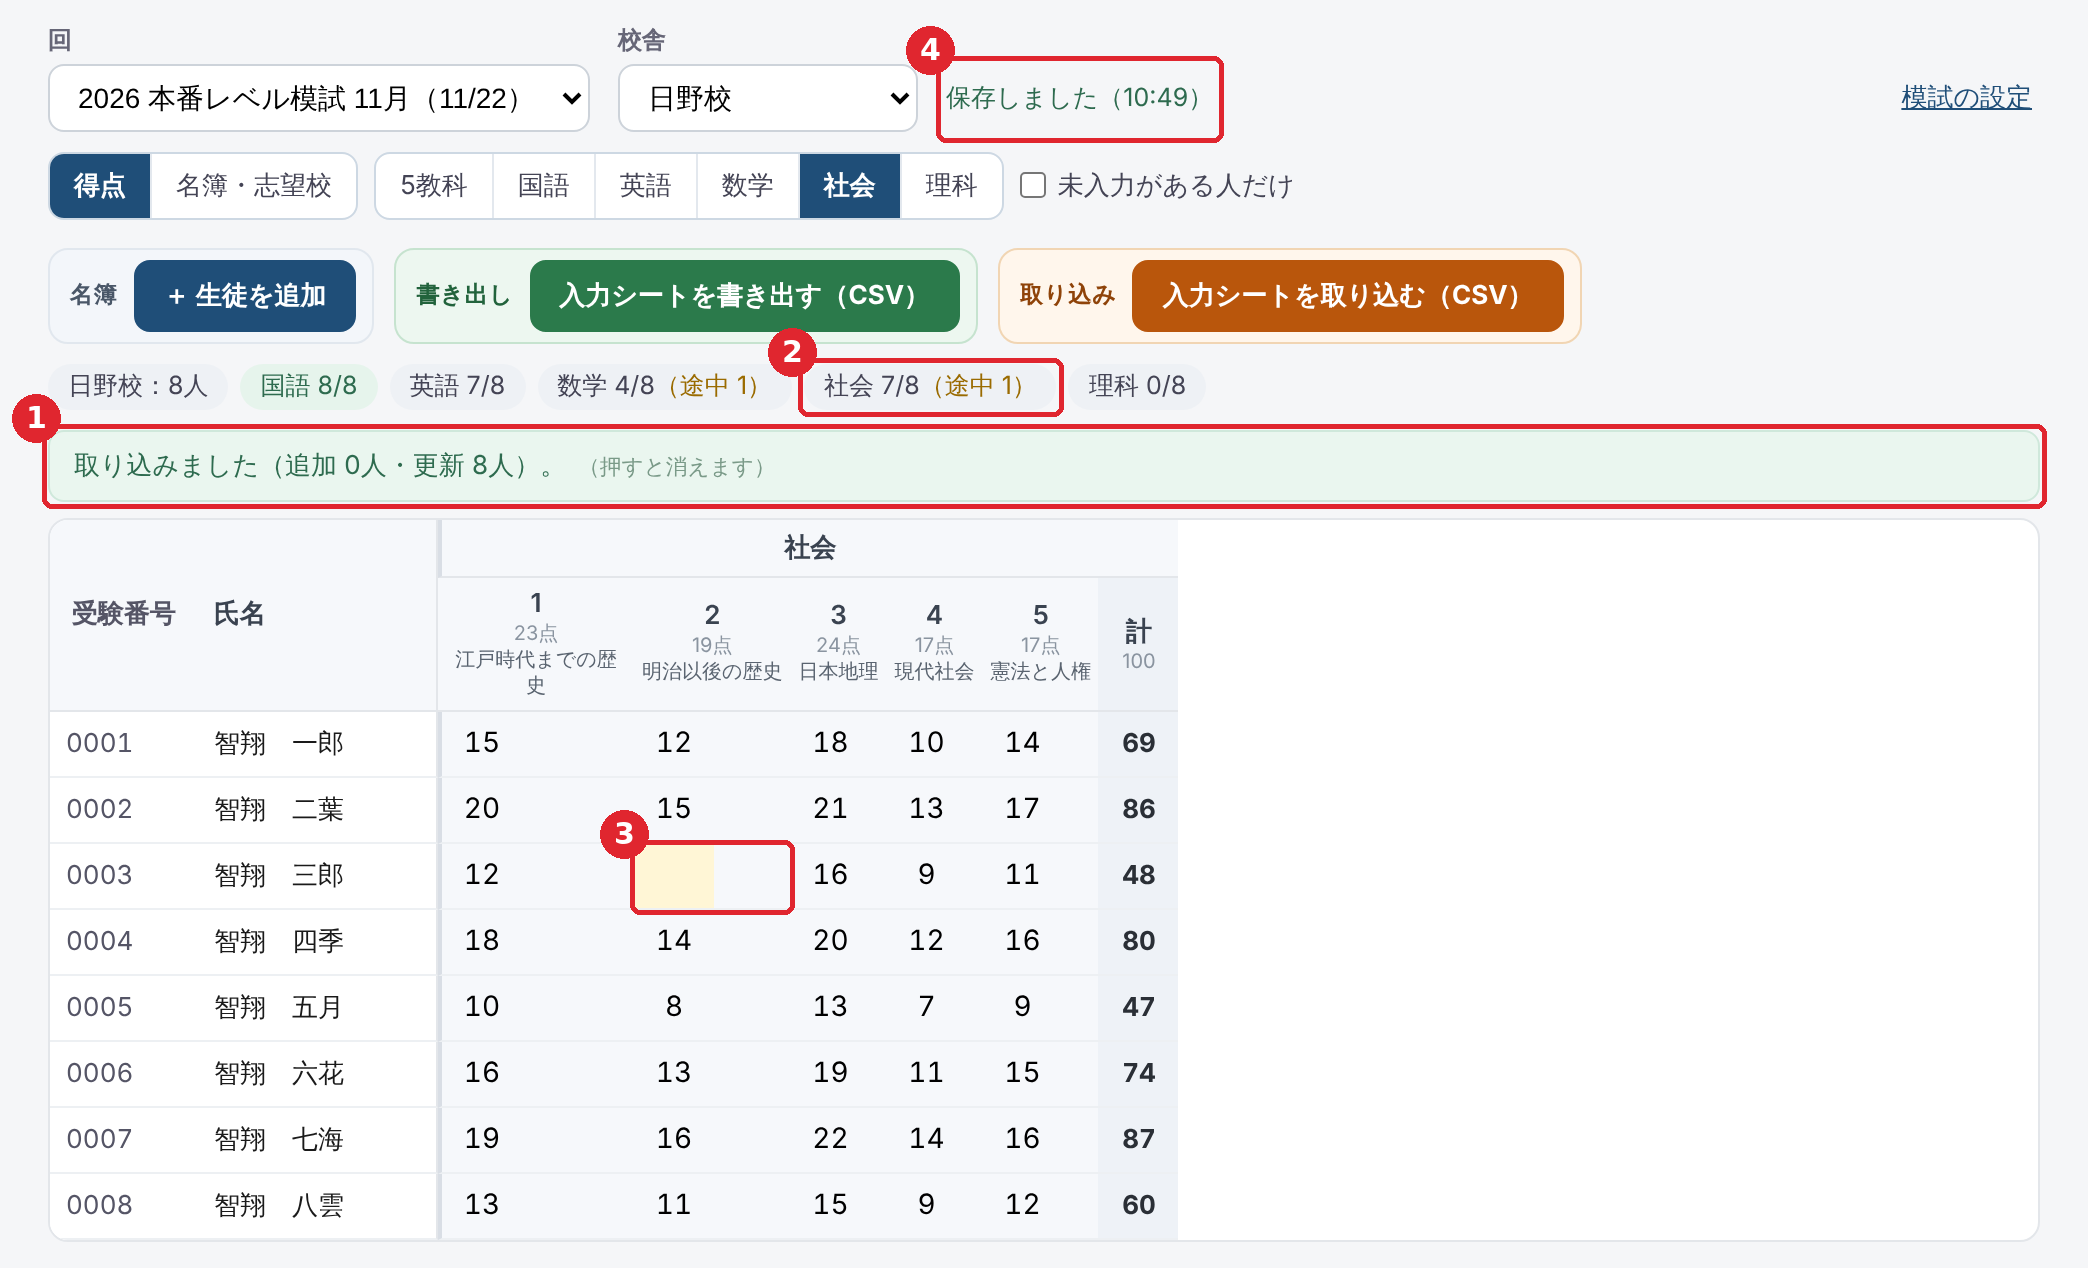 回
校舎
4
2026 本番レベル模試 11月（11/22）
日野校
保存しました（10:49）
模試の設定
得点 名簿・志望校 5教科 国語 英語 数学 社会 理科 未入力がある人だけ
名簿 ＋ 生徒を追加 書き出し 入力シートを書き出す（CSV） 取り込み 入力シートを取り込む（CSV）
2
日野校：8人 国語 8/8 英語 7/8 数学 4/8（途中 1） 社会 7/8（途中 1） 理科 0/8
1
取り込みました（追加 0人・更新 8人）。 （押すと消えます）
社会
受験番号 氏名
1 2 3 4 5 計
23点 19点 24点 17点 17点 100
江戸時代までの歴史 明治以後の歴史 日本地理 現代社会 憲法と人権
0001 智翔　一郎 15 12 18 10 14 69
0002 智翔　二葉 20 15 21 13 17 86
3
0003 智翔　三郎 12 16 9 11 48
0004 智翔　四季 18 14 20 12 16 80
0005 智翔　五月 10 8 13 7 9 47
0006 智翔　六花 16 13 19 11 15 74
0007 智翔　七海 19 16 22 14 16 87
0008 智翔　八雲 13 11 15 9 12 60